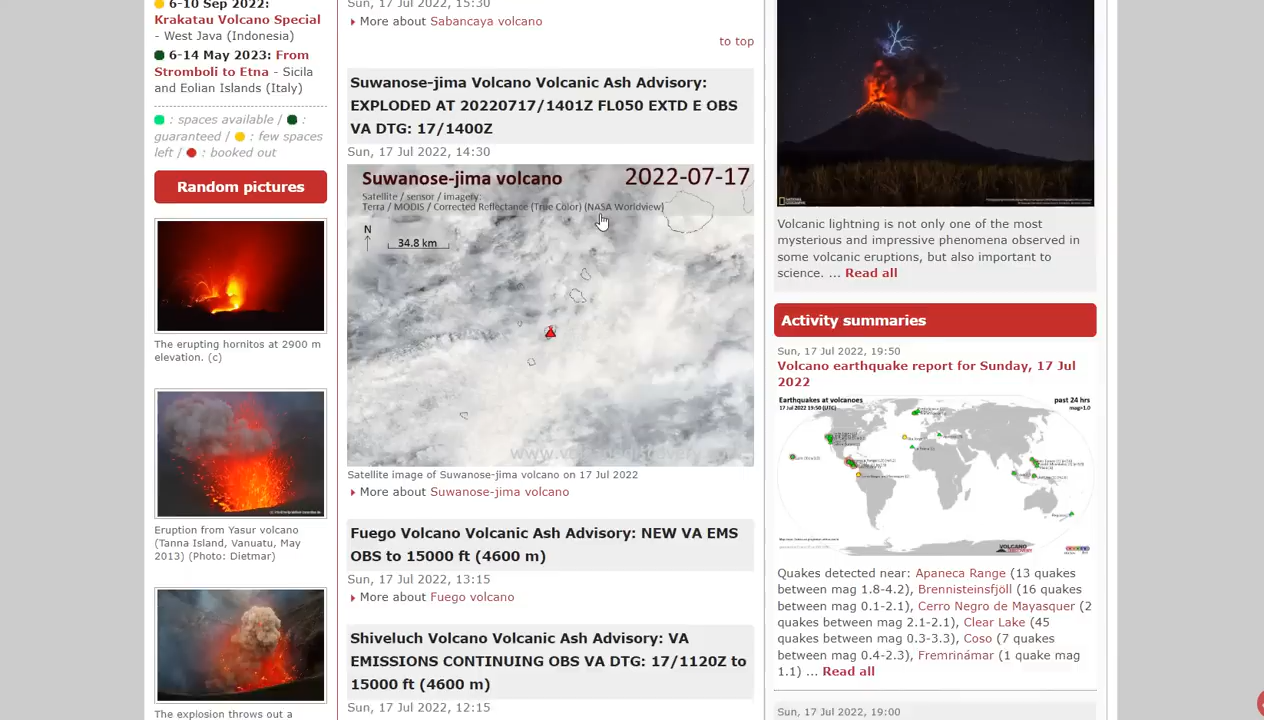 6-10 Sep 2022:
Krakatau Volcano Special
- West Java (Indonesia)
6-14 May 2023: From
Stromboli to Etna - Sicila
and Eolian Islands (Italy)
: spaces available / :
guaranteed / : few spaces
left / : booked out
Random pictures
The erupting hornitos at 2900 m
elevation. (c)
Eruption from Yasur volcano
(Tanna Island, Vanuatu, May
2013) (Photo: Dietmar)
The explosion throws out a
Sun, 17 Jul 2022, 15:30
More about Sabancaya volcano
to top
Suwanose-jima Volcano Volcanic Ash Advisory:
EXPLODED AT 20220717/1401Z FL050 EXTD E OBS
VA DTG: 17/1400Z
Sun, 17 Jul 2022, 14:30
Suwanose-jima volcano
2022-07-17
Satellite / sensor / imagery:
Terra / MODIS / Corrected Reflectance (True Color) (NASA Worldview)
N
34.8 km
Satellite image of Suwanose-jima volcano on 17 Jul 2022
More about Suwanose-jima volcano
Fuego Volcano Volcanic Ash Advisory: NEW VA EMS
OBS to 15000 ft (4600 m)
Sun, 17 Jul 2022, 13:15
More about Fuego volcano
Shiveluch Volcano Volcanic Ash Advisory: VA
EMISSIONS CONTINUING OBS VA DTG: 17/1120Z to
15000 ft (4600 m)
Sun, 17 Jul 2022, 12:15
Volcanic lightning is not only one of the most
mysterious and impressive phenomena observed in
some volcanic eruptions, but also important to
science. ... Read all
Activity summaries
Sun, 17 Jul 2022, 19:50
Volcano earthquake report for Sunday, 17 Jul
2022
Earthquakes at volcanoes
17 Jul 2022 19:50 (UTC)
past 24 hrs
mag>1.0
VOLCANO
Quakes detected near: Apaneca Range (13 quakes
between mag 1.8-4.2), Brennisteinsfjöll (16 quakes
between mag 0.1-2.1), Cerro Negro de Mayasquer (2
quakes between mag 2.1-2.1), Clear Lake (45
quakes between mag 0.3-3.3), Coso (7 quakes
between mag 0.4-2.3), Fremrinámar (1 quake mag
1.1) ... Read all
Sun, 17 Jul 2022, 19:00